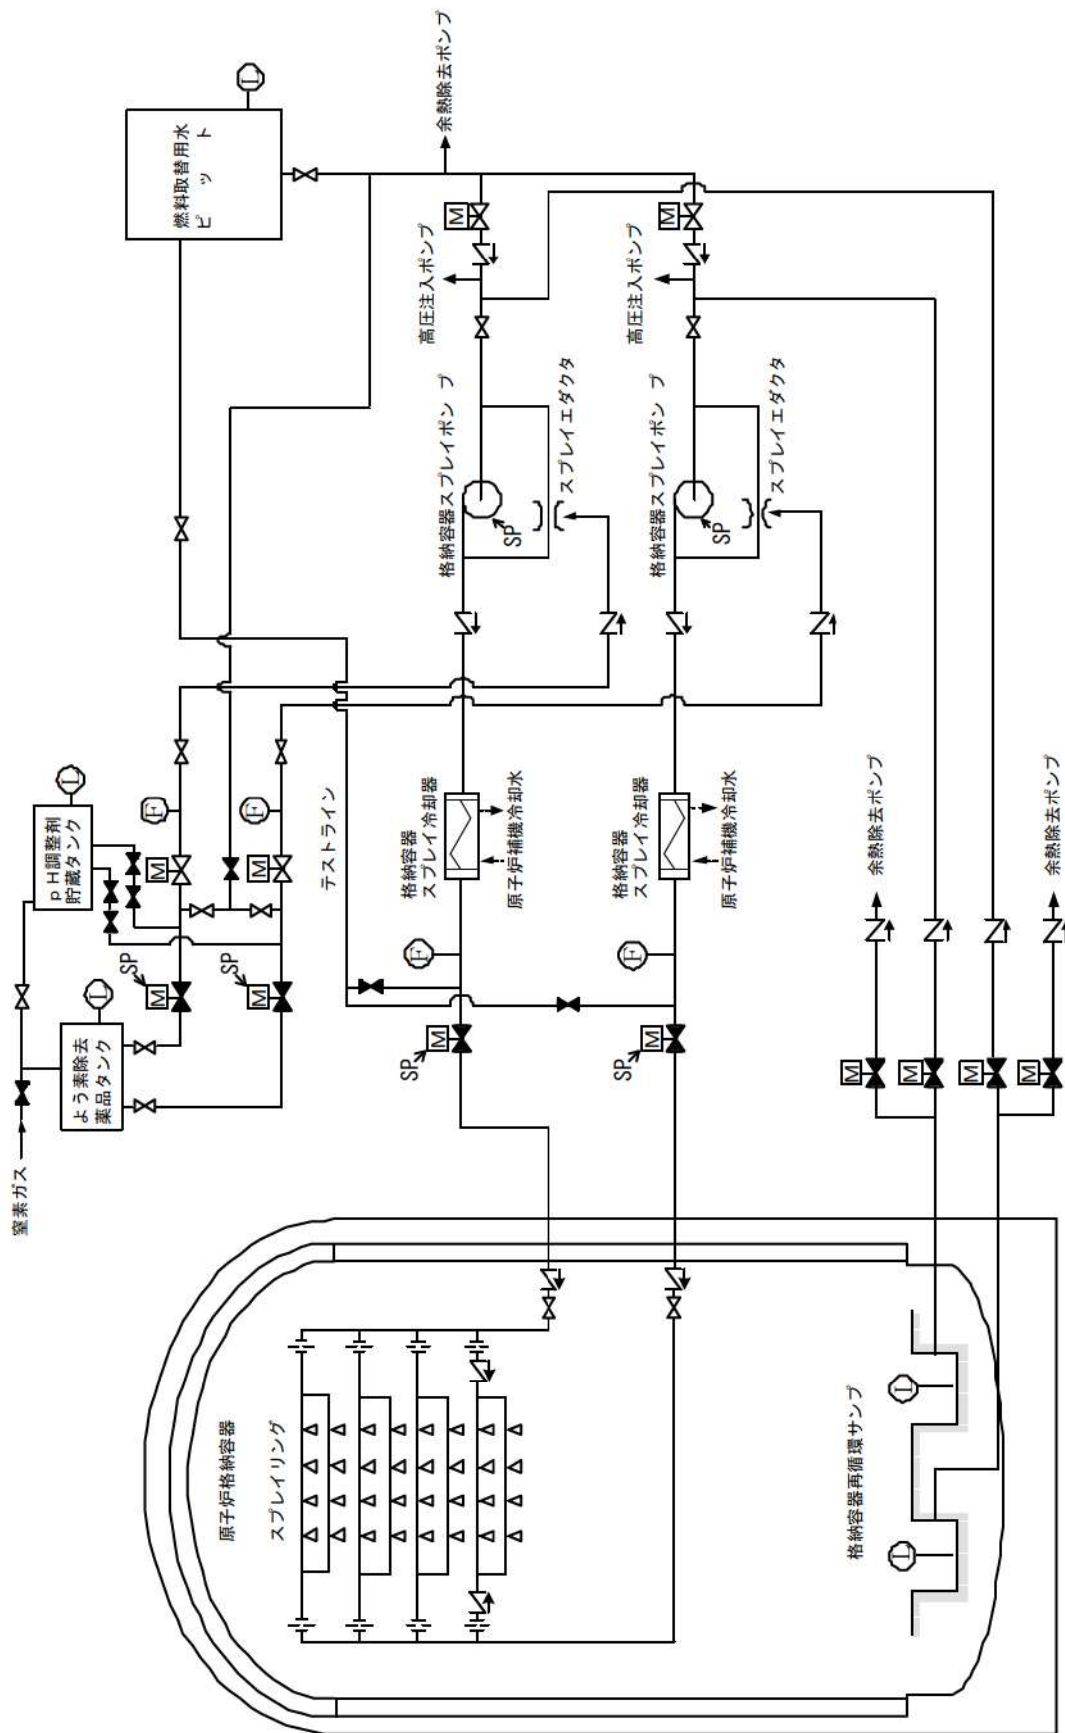 窒素ガス
よう素除去
薬品タンク
L
pH調整剤
貯蔵タンク
L
燃料取替用水
ピット
L
SP
M
SP
M
M
F
M
F
テストライン
余熱除去ポンプ
原子炉格納容器
スプレイリング
SP
M
F
格納容器
スプレイ冷却器
原子炉補機冷却水
格納容器スプレイポンプ
SP
スプレイエダクタ
高圧注入ポンプ
M
SP
M
F
格納容器
スプレイ冷却器
原子炉補機冷却水
格納容器スプレイポンプ
SP
スプレイエダクタ
高圧注入ポンプ
M
格納容器再循環サンプ
L
L
M
余熱除去ポンプ
M
M
M
余熱除去ポンプ